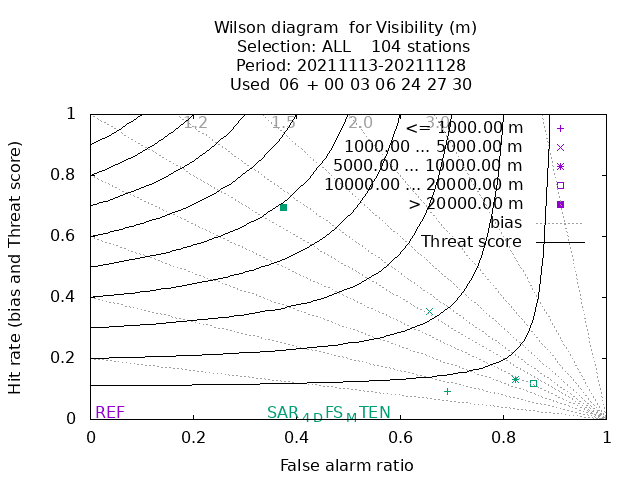 Wilson diagram  for Visibility (m)
Selection: ALL    104 stations
Period: 20211113-20211128
Used  06  + 00 03 06 24 27 30
Hit rate (bias and Threat score)
1
0.8
0.6
0.4
0.2
0
1.2 1.5 2.0 3.0
<= 1000.00 m
1000.00 ... 5000.00 m
5000.00 ... 10000.00 m
10000.00 ... 20000.00 m
> 20000.00 m
bias
Threat score
REF SAR4DFSMTEN
0 0.2 0.4 0.6 0.8 1
False alarm ratio